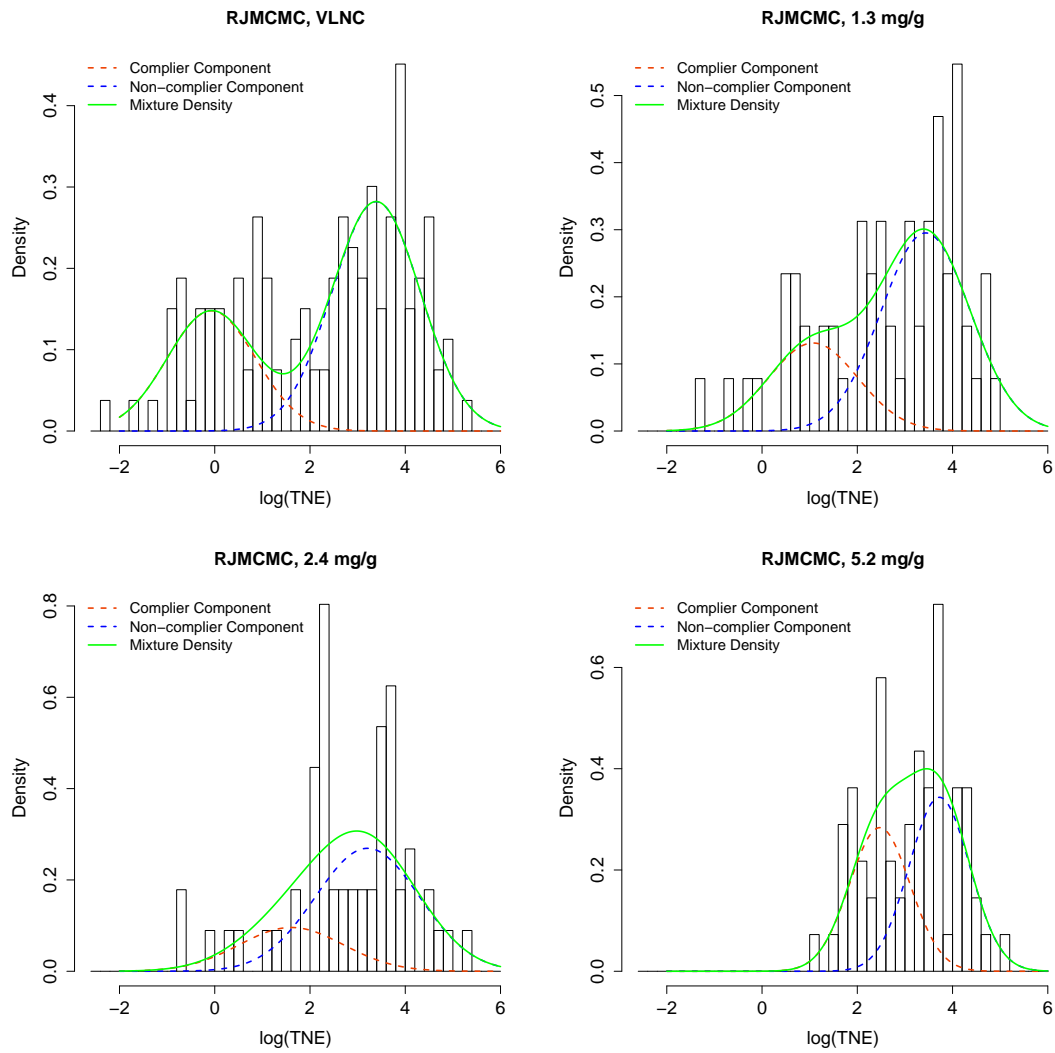 RJMCMC, VLNC
Complier Component
Non−complier Component
Mixture Density
Density
0.0
0.1
0.2
0.3
0.4
−2 0 2 4 6
log(TNE)
RJMCMC, 1.3 mg/g
Complier Component
Non−complier Component
Mixture Density
Density
0.0
0.1
0.2
0.3
0.4
0.5
−2 0 2 4 6
log(TNE)
RJMCMC, 2.4 mg/g
Complier Component
Non−complier Component
Mixture Density
Density
0.0
0.2
0.4
0.6
0.8
−2 0 2 4 6
log(TNE)
RJMCMC, 5.2 mg/g
Complier Component
Non−complier Component
Mixture Density
Density
0.0
0.2
0.4
0.6
−2 0 2 4 6
log(TNE)